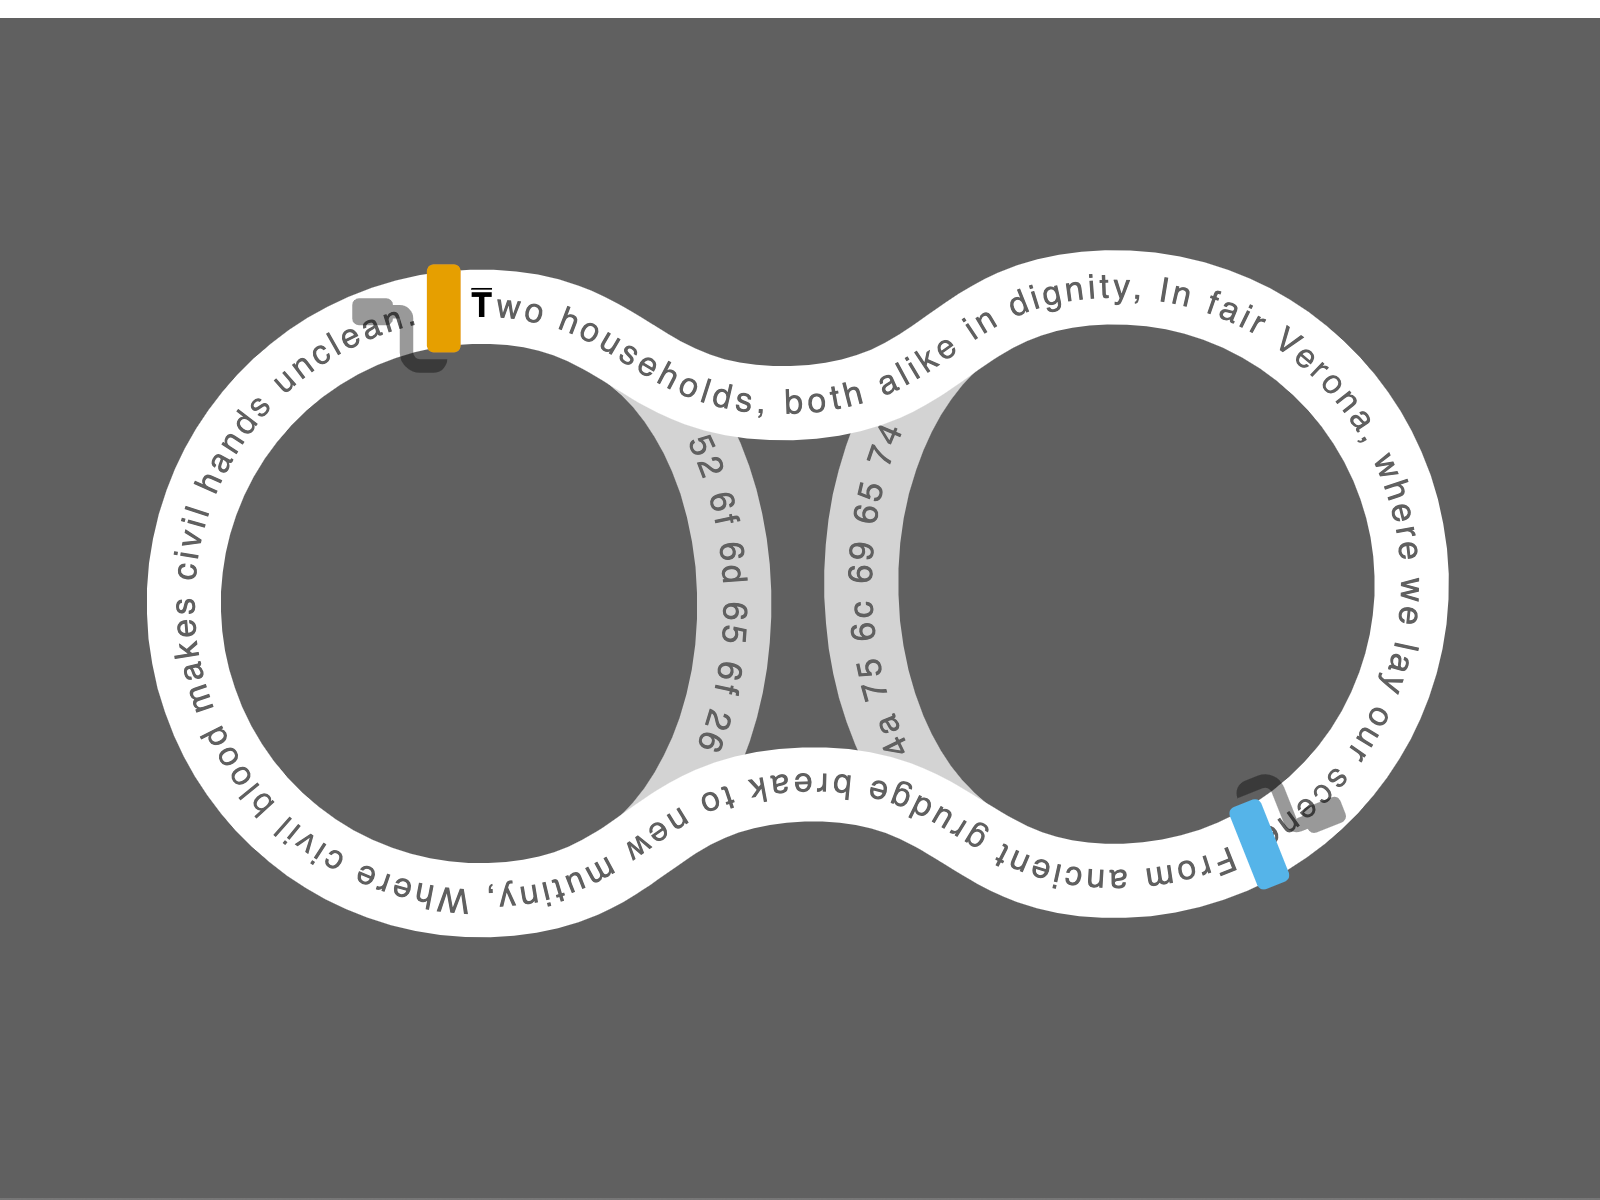 Two households, both alike in dignity, In fair Verona, where we lay our scene
From ancient grudge break to new mutiny, Where civil blood makes civil hands unclean.
52 6f 6d 65 6f 26
4a 75 6c 69 65 74